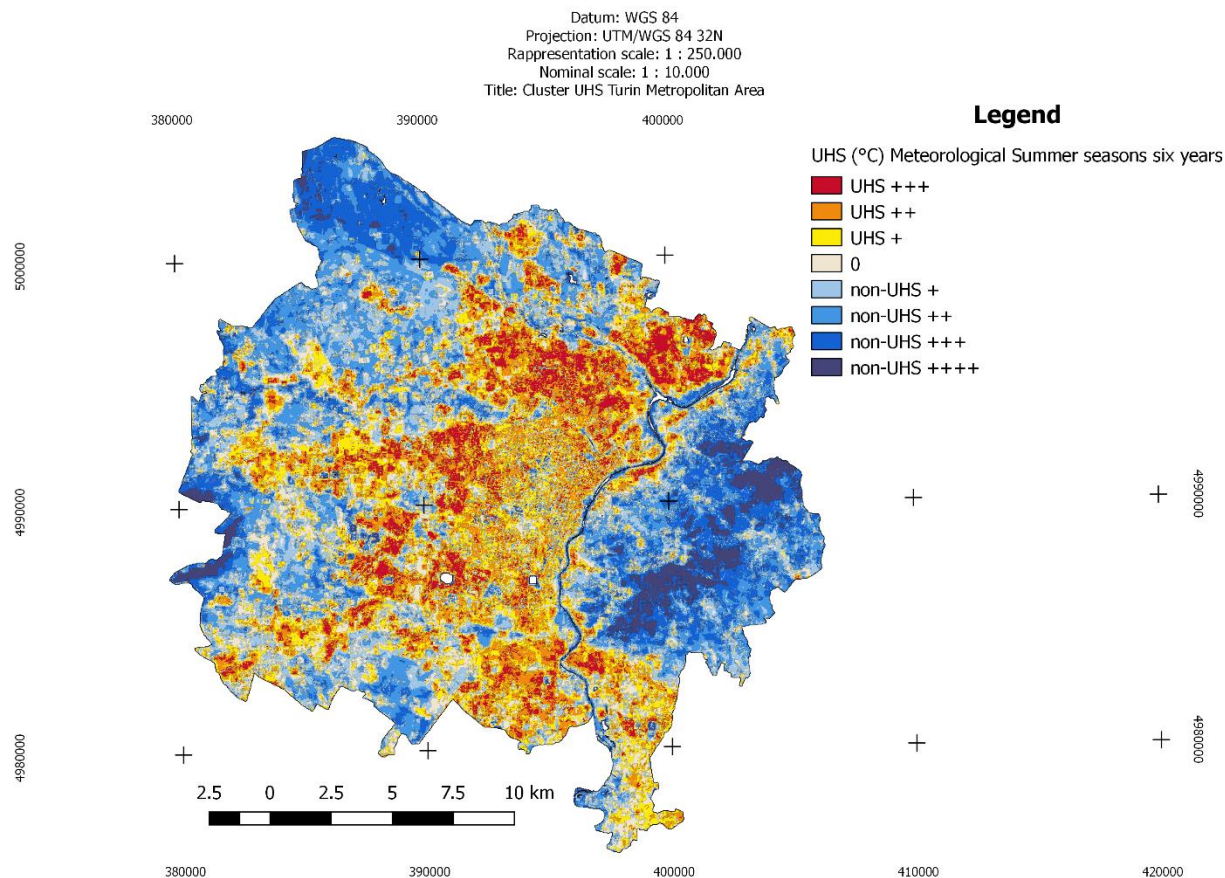 Datum: WGS 84
Projection: UTM/WGS 84 32N
Rappresentation scale: 1 : 250.000
Nominal scale: 1 : 10.000
Title: Cluster UHS Turin Metropolitan Area
380000 390000 400000
Legend
UHS (°C) Meteorological Summer seasons six years
UHS +++
UHS ++
UHS +
0
non-UHS +
non-UHS ++
non-UHS +++
non-UHS ++++
5000000
4990000 4990000
4980000 4980000
2.5 0 2.5 5 7.5 10 km
380000 390000 400000 410000 420000